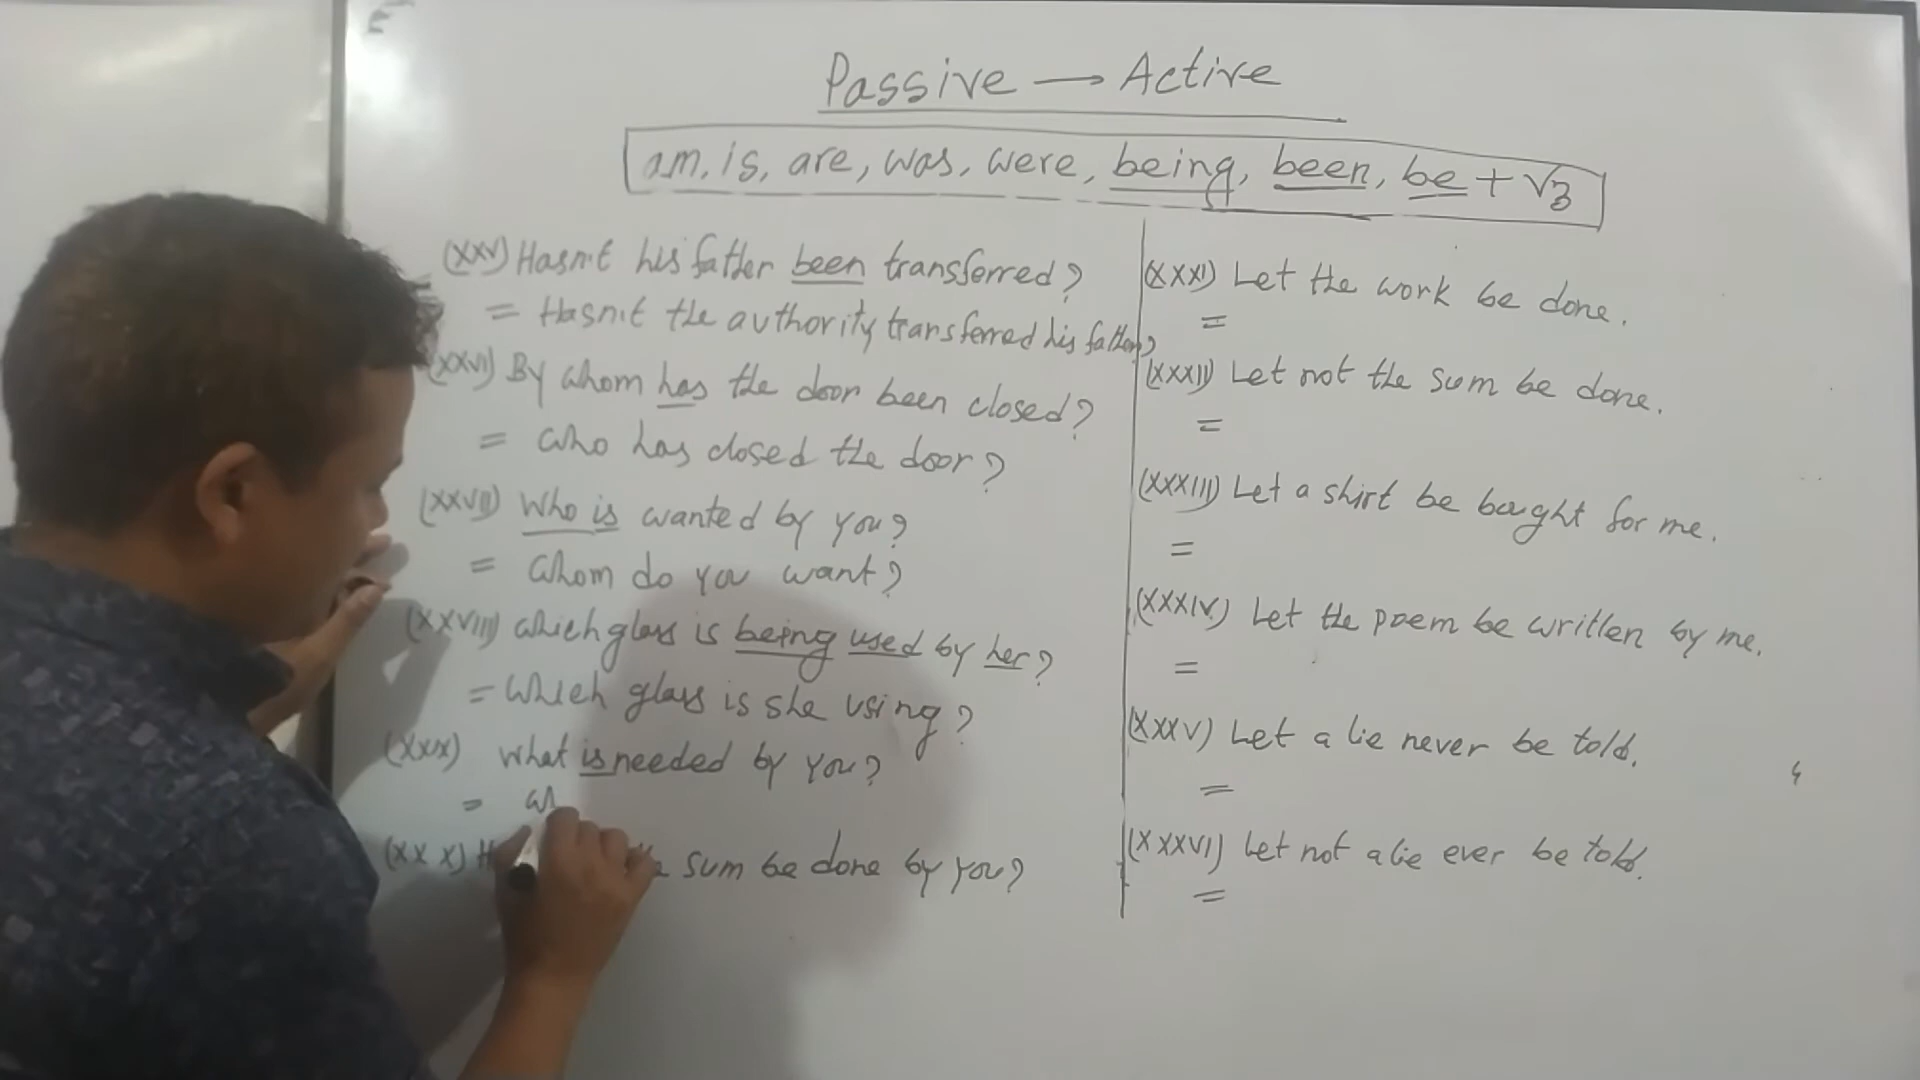 Passive → Active
am, is, are, was, were, being, been, be + V3
(XXV) Hasn't his father been transferred?
= Hasn't the authority transferred his father?
(XXVI) By whom has the door been closed?
= Who has closed the door?
(XXVII) Who is wanted by you?
= Whom do you want?
(XXVIII) Which glass is being used by her?
= Which glass is she using?
(XXX) What is needed by you?
= Wh
(XXX) sum be done by you?
(XXXI) Let the work be done.
=
(XXXII) Let not the sum be done.
=
(XXXIII) Let a shirt be bought for me.
=
(XXXIV) Let the poem be written by me.
=
(XXXV) Let a lie never be told.
=
(XXXVI) Let not a lie ever be told.
=